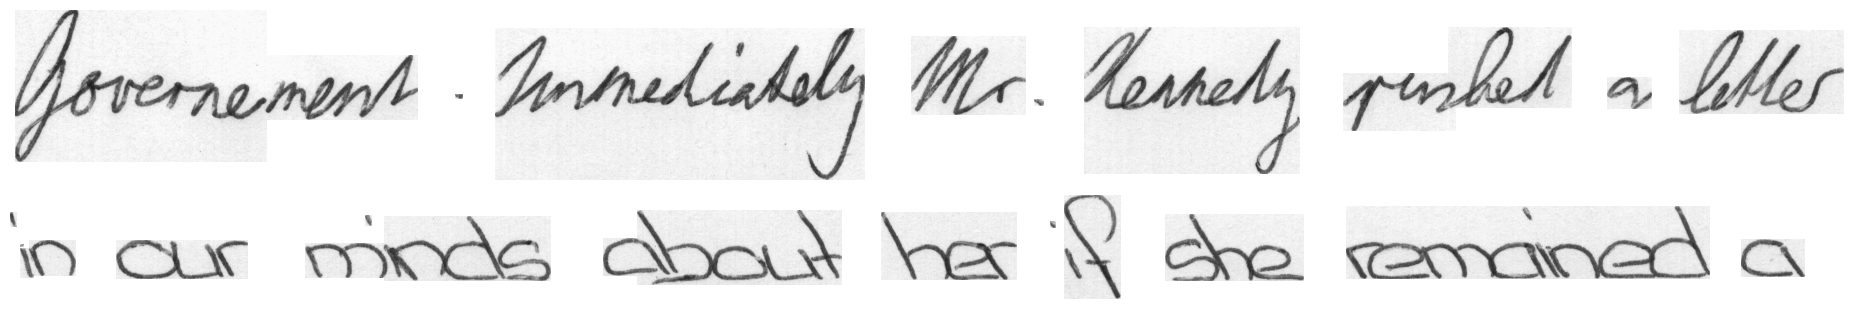 Governement. Immediately Mr. Kennedy rushed a letter
in our minds about her if she remained a